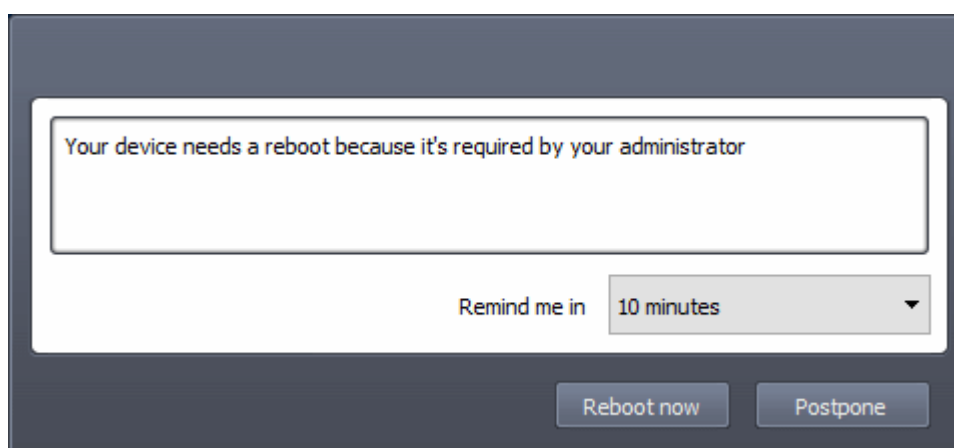 Your device needs a reboot because it's required by your administrator
Remind me in 10 minutes
Reboot now Postpone